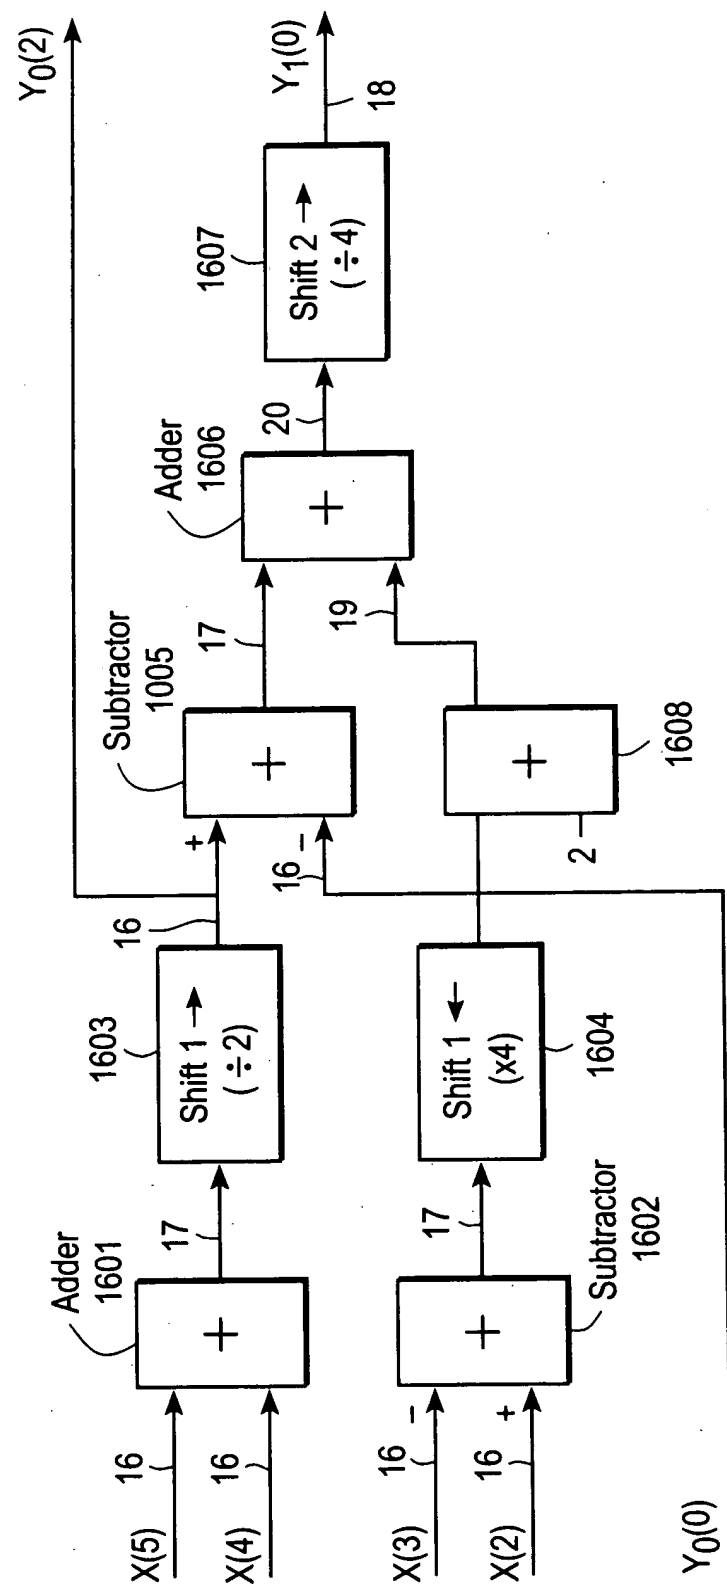 Y0(2)
Y1(0)
18
Shift 2 →
(÷4)
1607
20
Adder
1606
+
17
19
Subtractor
1005
+
+
1608
2
+
−
16
16
1603
Shift 1 →
(÷2)
Shift 1 ←
(x4)
1604
17
17
Adder
1601
+
+
Subtractor
1602
−
+
16
16
16
16
X(5)
X(4)
X(3)
X(2)
Y0(0)